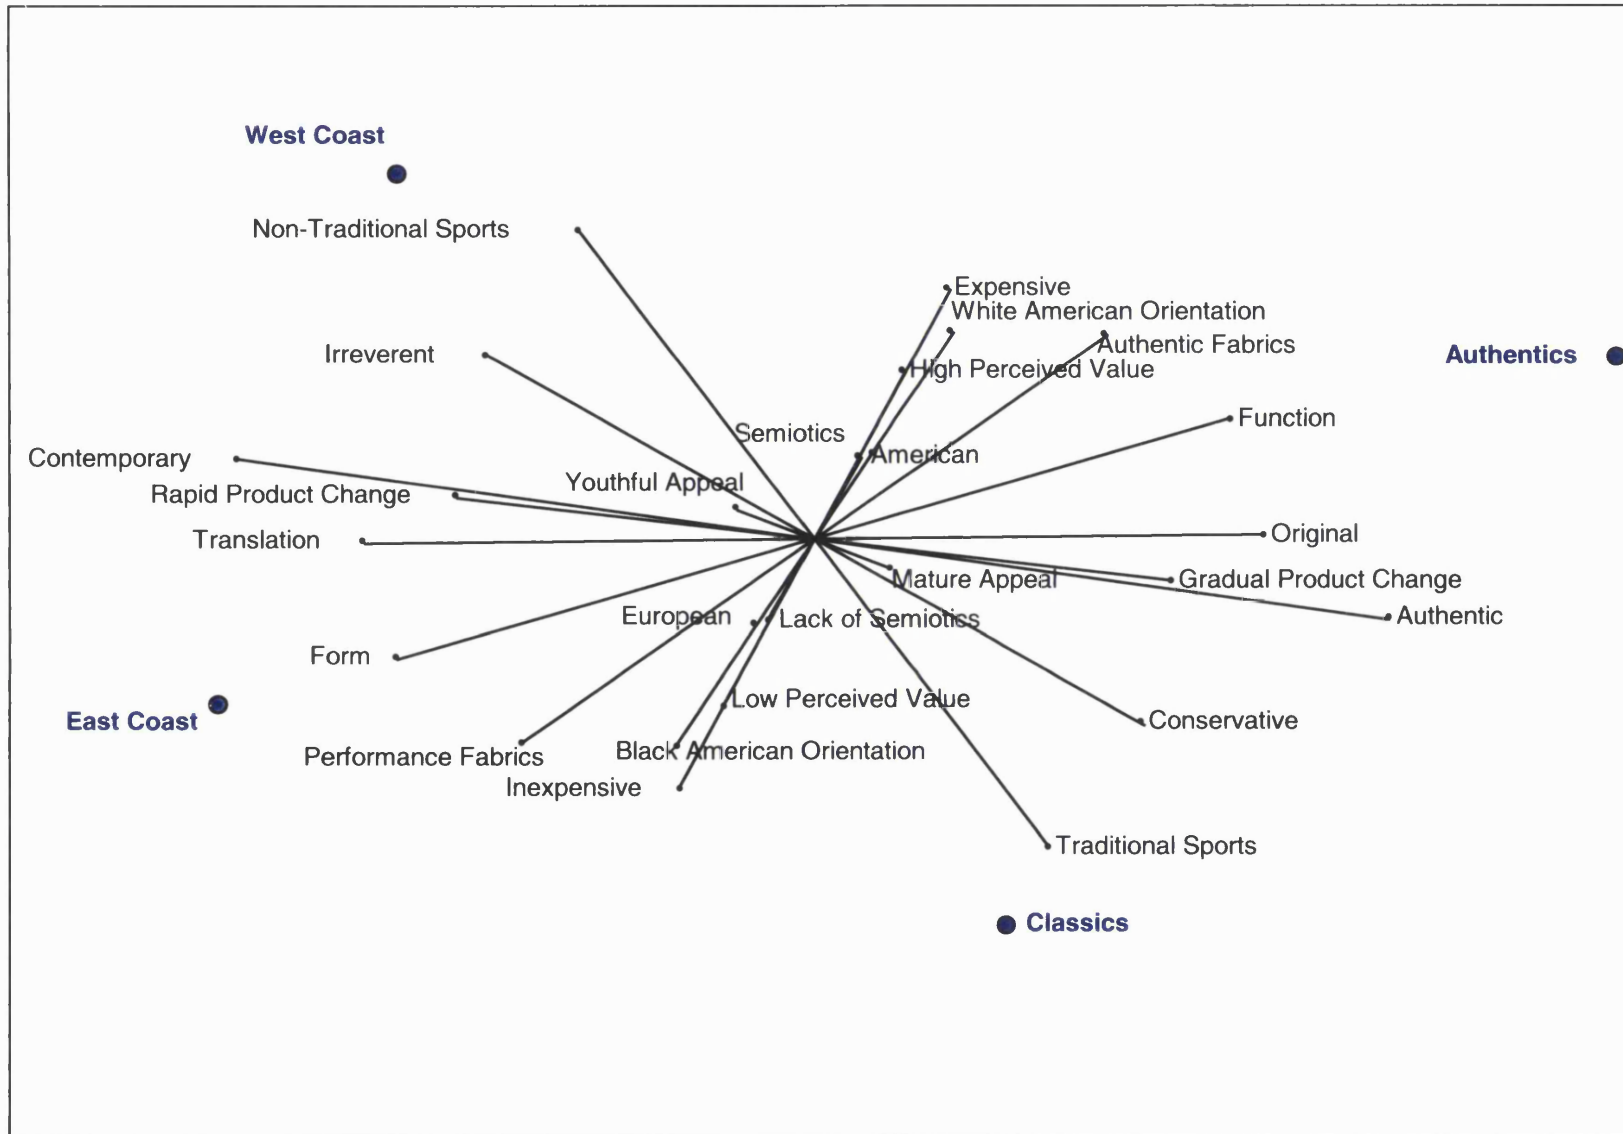 West Coast
Non-Traditional Sports
Expensive
White American Orientation
Authentic Fabrics
Irreverent
Authentics
High Perceived Value
Function
Semiotics
American
Contemporary
Youthful Appeal
Rapid Product Change
Translation
Original
Mature Appeal
Gradual Product Change
European
Lack of Semiotics
Authentic
Form
Low Perceived Value
East Coast
Conservative
Performance Fabrics
Black American Orientation
Inexpensive
Traditional Sports
Classics